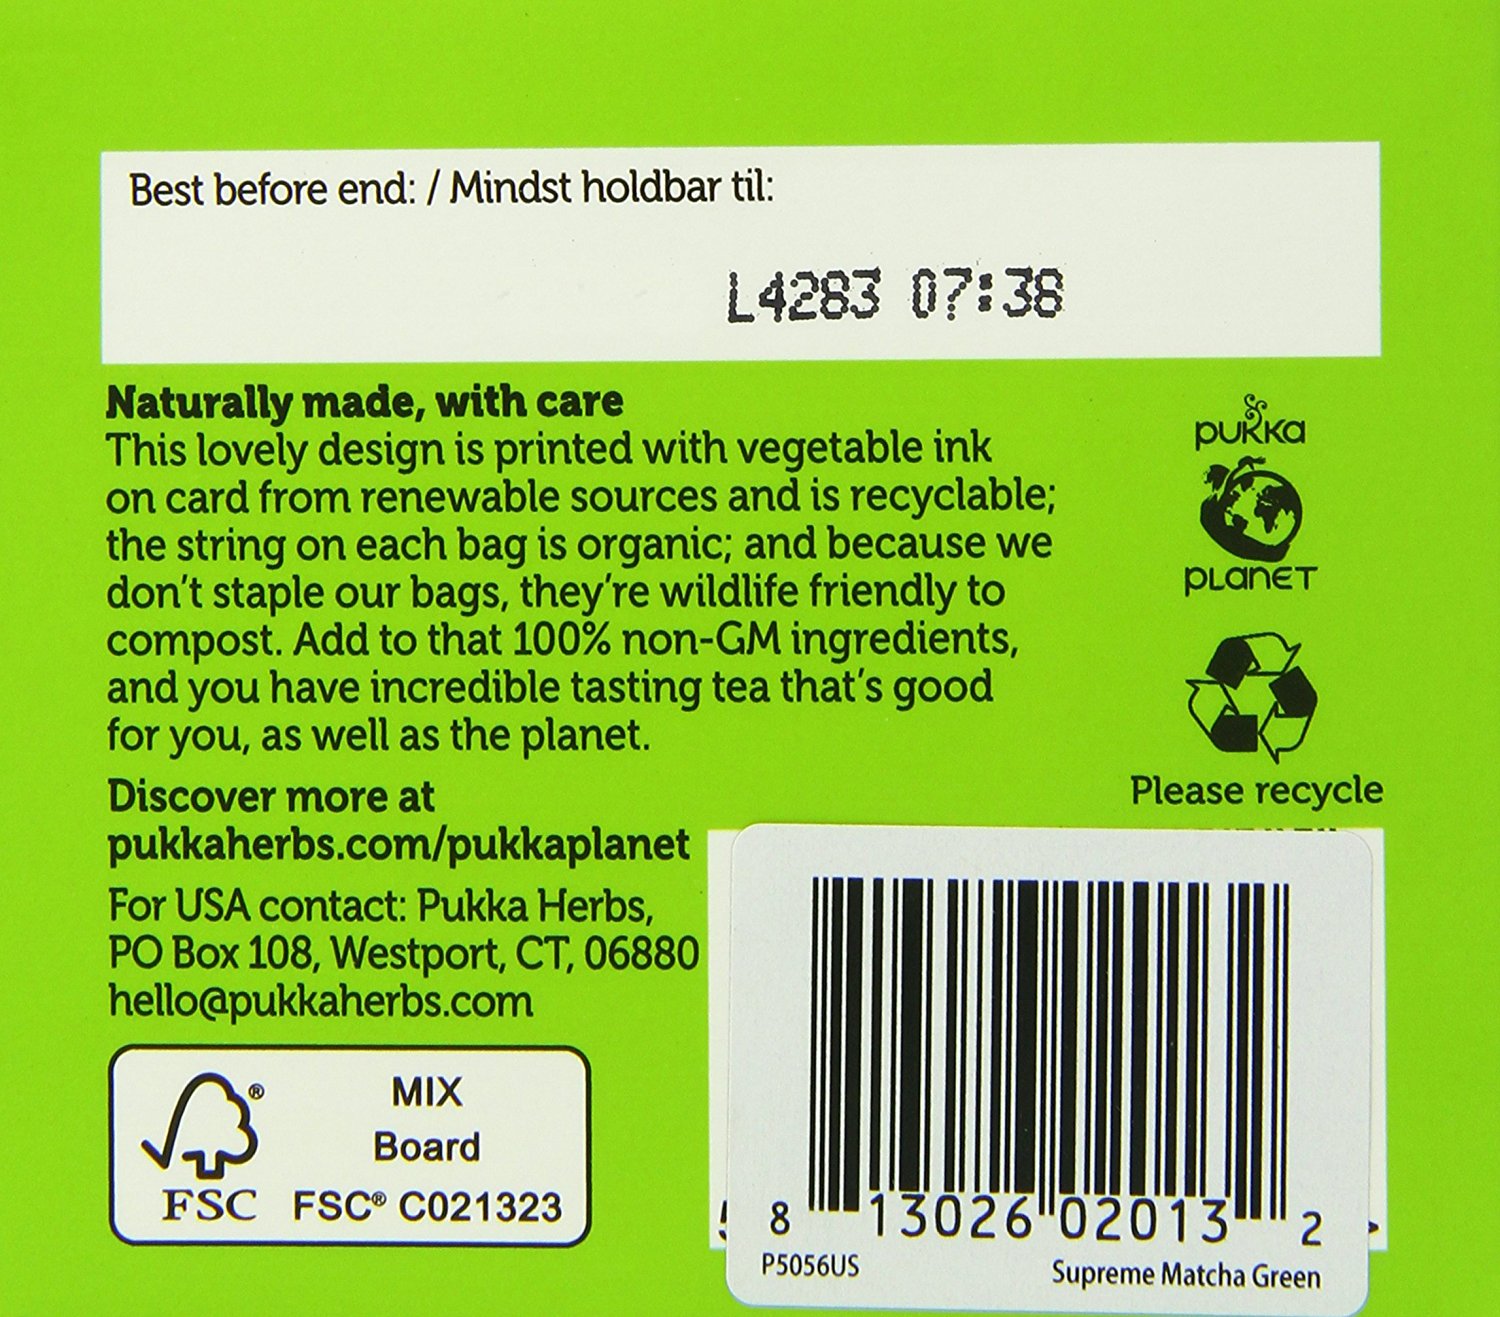 Best before end: / Mindst holdbar til:
L4283 07:38
Naturally made, with care
This lovely design is printed with vegetable ink
on card from renewable sources and is recyclable;
the string on each bag is organic; and because we
don't staple our bags, they're wildlife friendly to
compost. Add to that 100% non-GM ingredients,
and you have incredible tasting tea that's good
for you, as well as the planet.
pukka
planet
Please recycle
Discover more at
pukkaherbs.com/pukkaplanet
For USA contact: Pukka Herbs,
PO Box 108, Westport, CT, 06880
hello@pukkaherbs.com
FSC®
MIX
Board
FSC® C021323
8 13026 02013 2
P5056US
Supreme Matcha Green